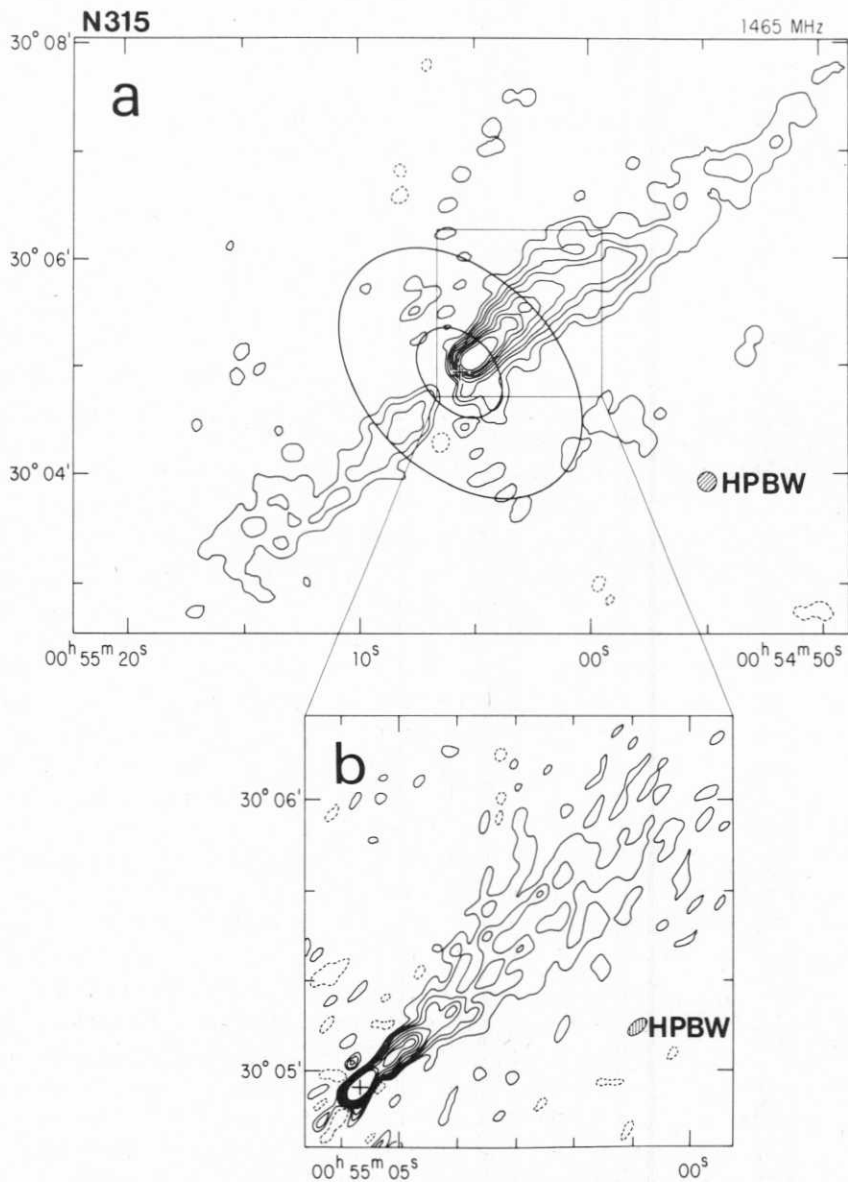 N315 1465 MHz
30° 08'
a
30° 06'
30° 04'
HPBW
00ʰ 55ᵐ 20ˢ 10ˢ 00ˢ 00ʰ 54ᵐ 50ˢ
b
30° 06'
HPBW
30° 05'
00ʰ 55ᵐ 05ˢ 00ˢ